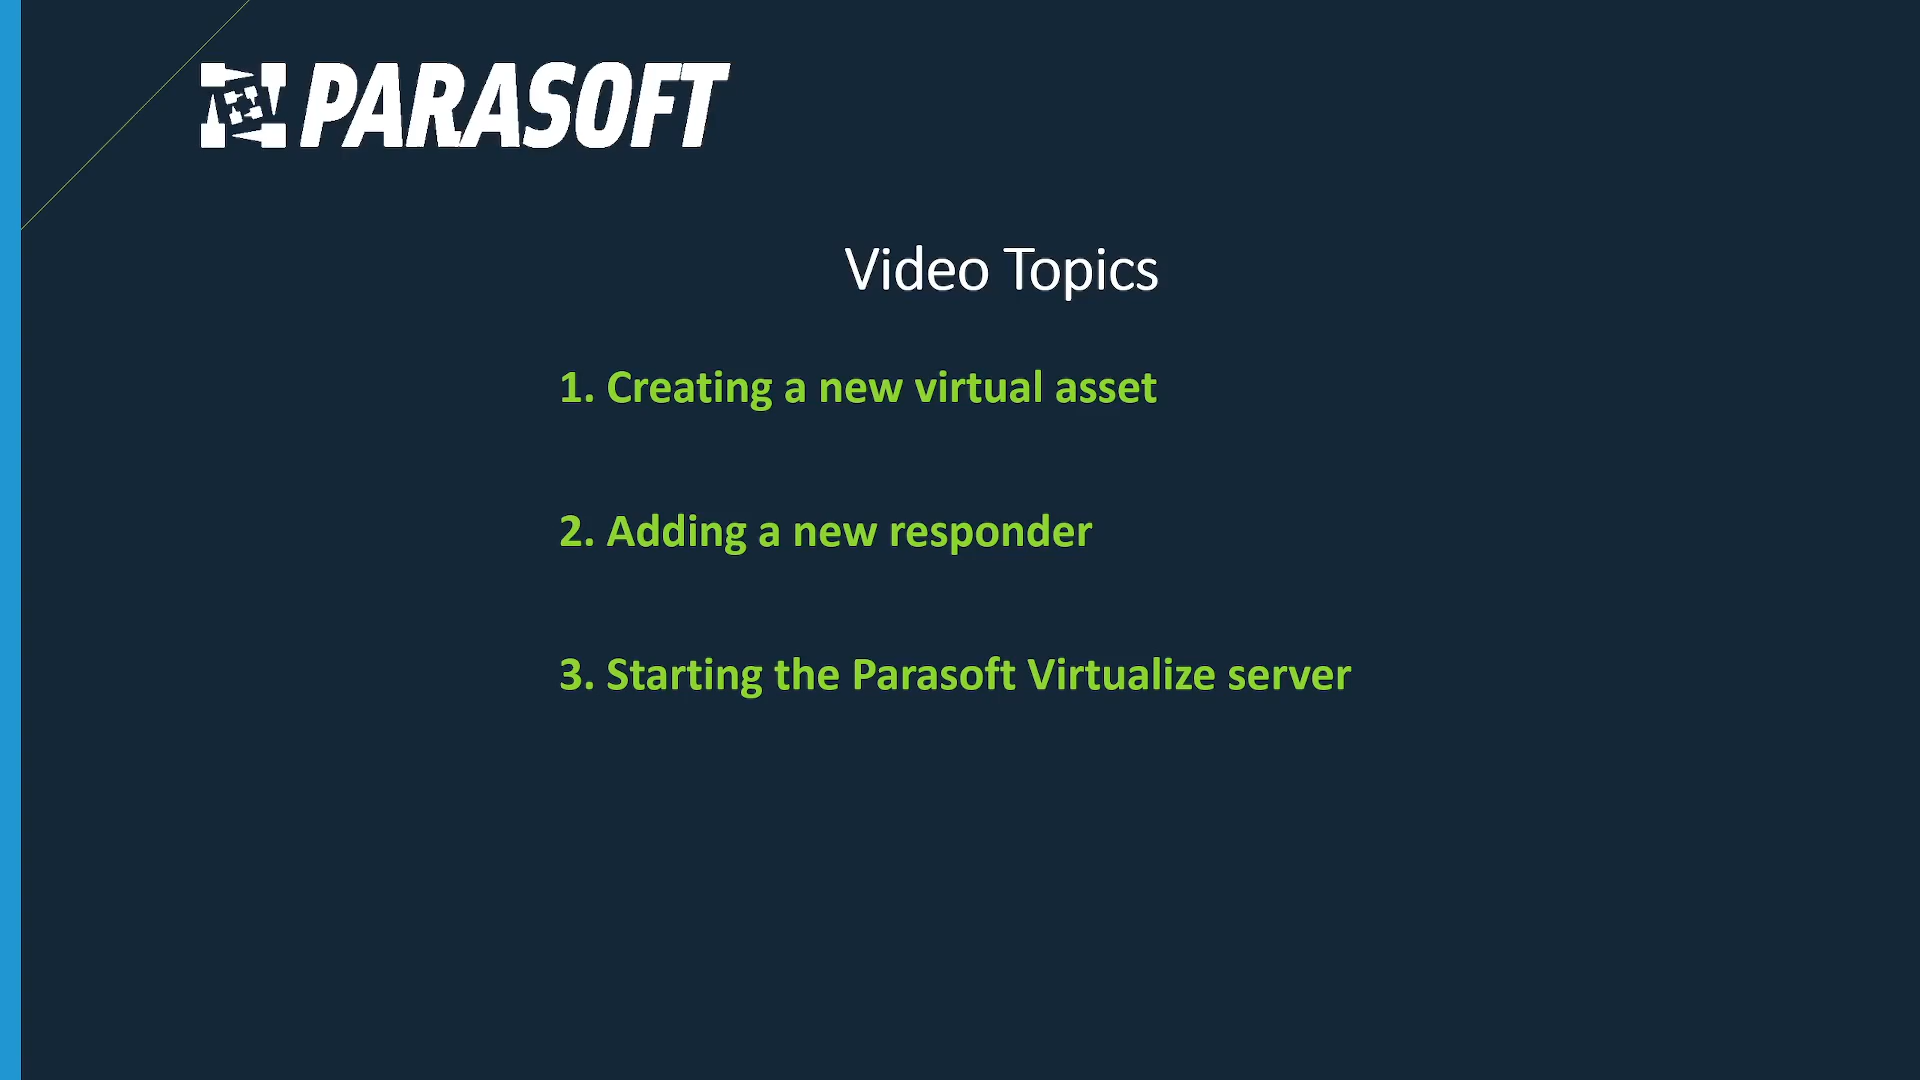 PARASOFT
Video Topics
1. Creating a new virtual asset
2. Adding a new responder
3. Starting the Parasoft Virtualize server